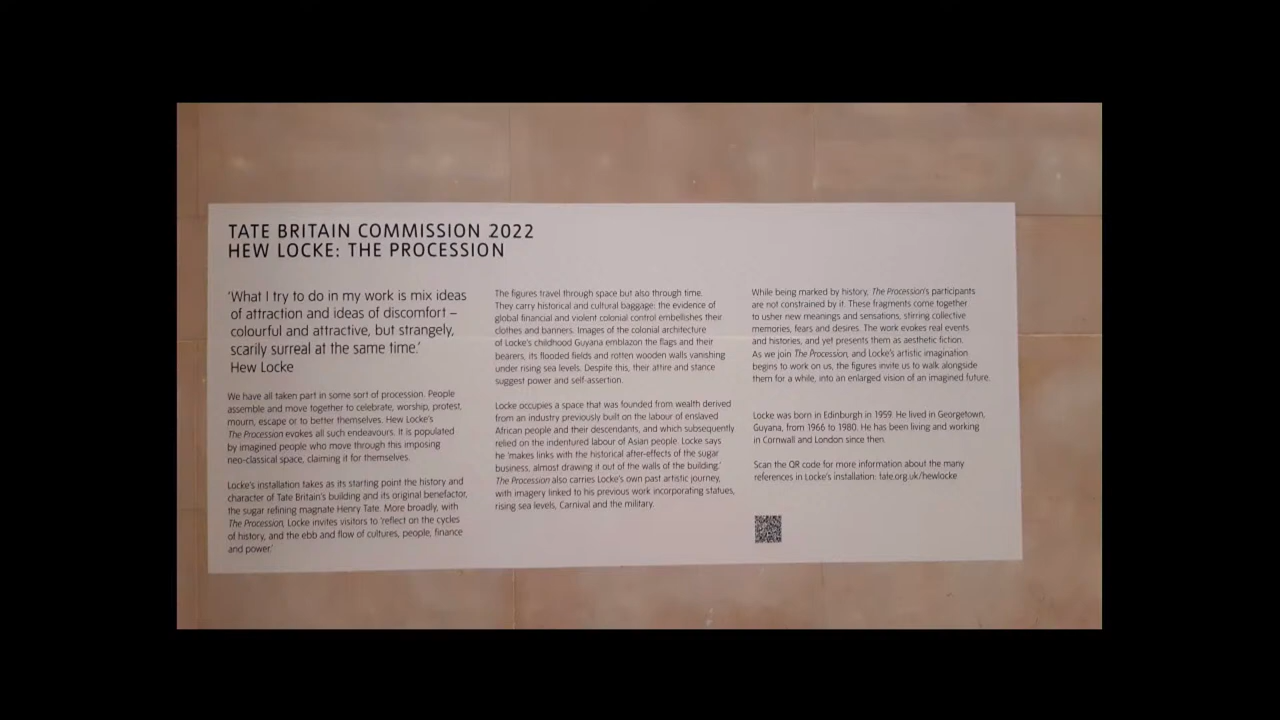 TATE BRITAIN COMMISSION 2022
HEW LOCKE: THE PROCESSION
'What I try to do in my work is mix ideas
of attraction and ideas of discomfort –
colourful and attractive, but strangely,
scarily surreal at the same time.'
Hew Locke
We have all taken part in some sort of procession. People
assemble and move together to celebrate, worship, protest,
mourn, escape or to better themselves. Hew Locke's
The Procession evokes all such endeavours. It is populated
by imagined people who move through this imposing
neo-classical space, claiming it for themselves.
Locke's installation takes as its starting point the history and
character of Tate Britain's building and its original benefactor,
the sugar refining magnate Henry Tate. More broadly, with
The Procession, Locke invites visitors to 'reflect on the cycles
of history, and the ebb and flow of cultures, people, finance
and power.'
The figures travel through space but also through time.
They carry historical and cultural baggage: the evidence of
global financial and violent colonial control embellishes their
clothes and banners. Images of the colonial architecture
of Locke's childhood Guyana emblazon the flags and their
bearers, its flooded fields and rotten wooden walls vanishing
under rising sea levels. Despite this, their attire and stance
suggest power and self-assertion.
Locke occupies a space that was founded from wealth derived
from an industry previously built on the labour of enslaved
African people and their descendants, and which subsequently
relied on the indentured labour of Asian people. Locke says
he 'makes links with the historical after-effects of the sugar
business, almost drawing it out of the walls of the building.'
The Procession also carries Locke's own past artistic journey,
with imagery linked to his previous work incorporating statues,
rising sea levels, Carnival and the military.
While being marked by history, The Procession's participants
are not constrained by it. These fragments come together
to usher new meanings and sensations, stirring collective
memories, fears and desires. The work evokes real events
and histories, and yet presents them as aesthetic fiction.
As we join The Procession, and Locke's artistic imagination
begins to work on us, the figures invite us to walk alongside
them for a while, into an enlarged vision of an imagined future.
Locke was born in Edinburgh in 1959. He lived in Georgetown,
Guyana, from 1966 to 1980. He has been living and working
in Cornwall and London since then.
Scan the QR code for more information about the many
references in Locke's installation: tate.org.uk/hewlocke